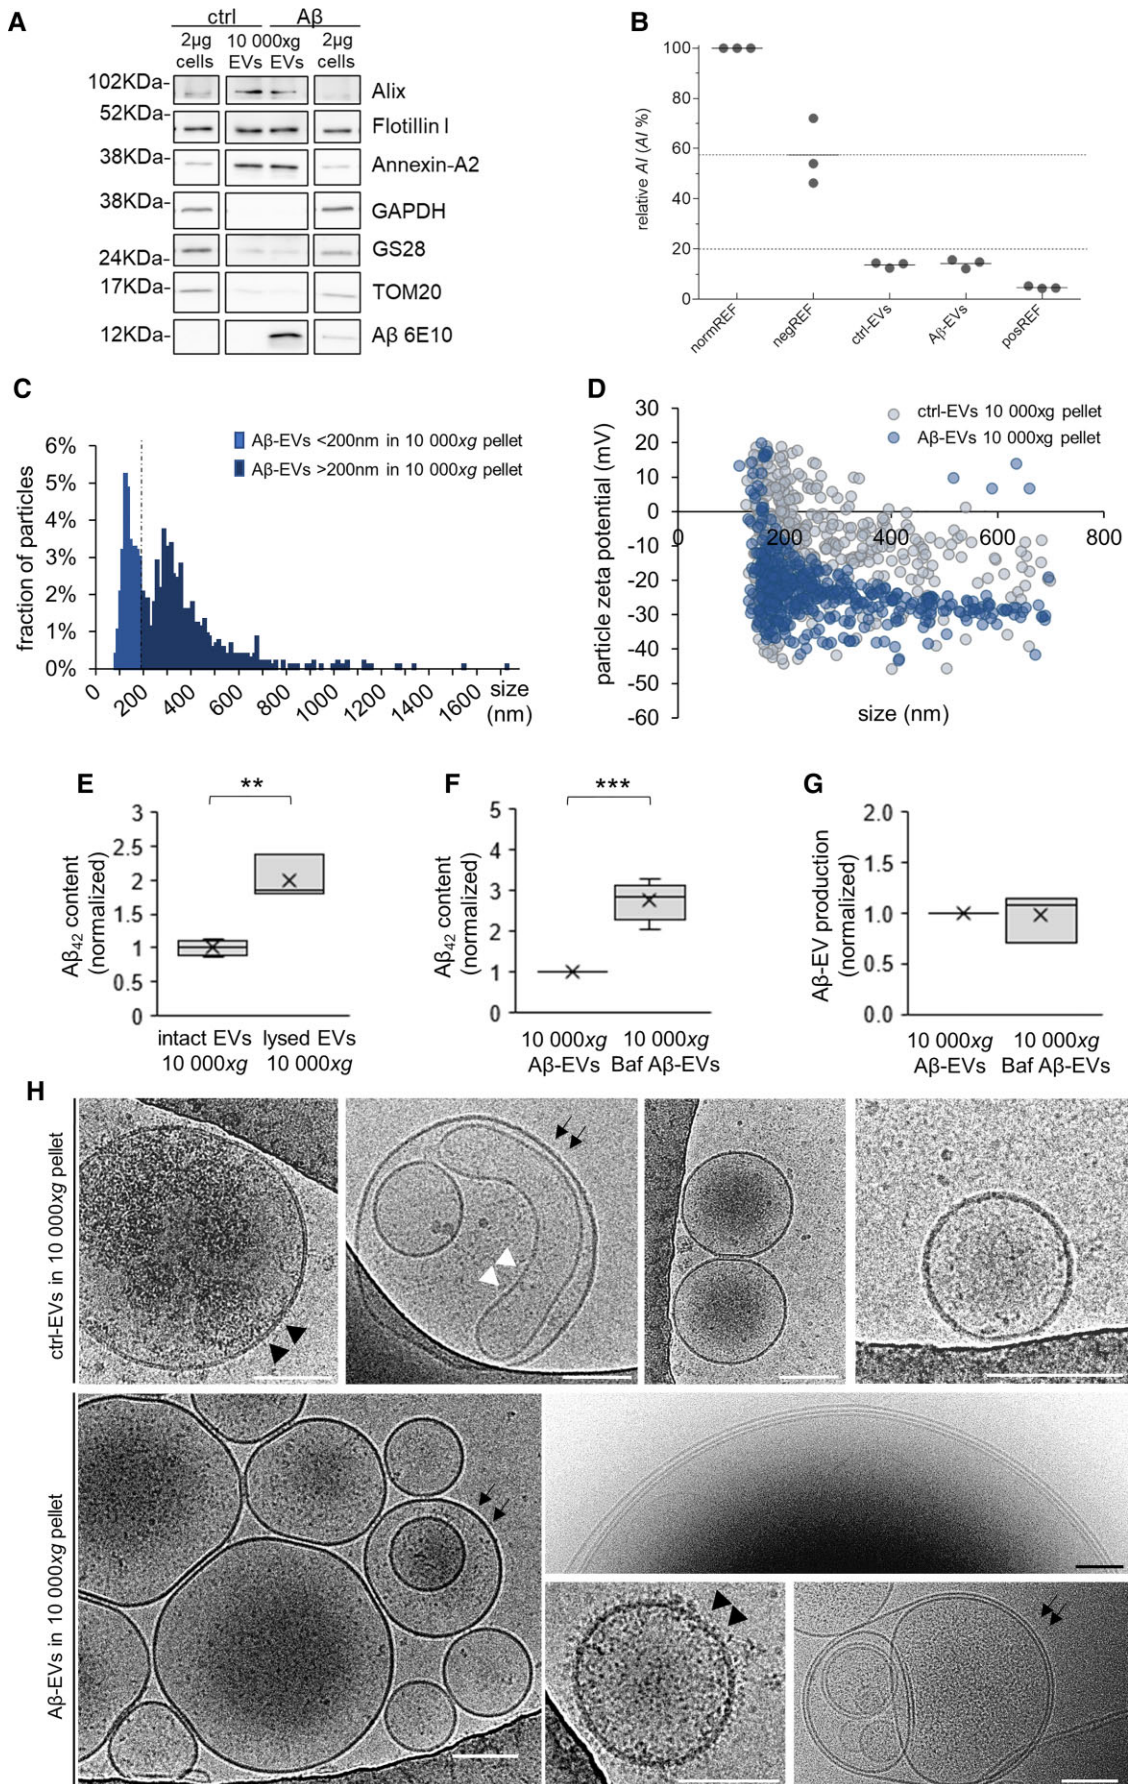 A
ctrl
Aβ
2µg cells
10 000xg EVs EVs
2µg cells
102KDa-
Alix
52KDa-
Flotillin I
38KDa-
Annexin-A2
38KDa-
GAPDH
24KDa-
GS28
17KDa-
TOM20
12KDa-
Aβ 6E10
B
relative AI (AI %)
100
80
60
40
20
0
normREF
negREF
ctrl-EVs
Aβ-EVs
posREF
C
fraction of particles
6%
5%
4%
3%
2%
1%
0%
Aβ-EVs <200nm in 10 000xg pellet
Aβ-EVs >200nm in 10 000xg pellet
0
200
400
600
800
1000
1200
1400
1600
size
(nm)
D
particle zeta potential (mV)
30
20
10
0
-10
-20
-30
-40
-50
-60
ctrl-EVs 10 000xg pellet
Aβ-EVs 10 000xg pellet
0
200
400
600
800
size (nm)
E
**
Aβ42 content
(normalized)
3
2.5
2
1.5
1
0.5
0
intact EVs
10 000xg
lysed EVs
10 000xg
F
***
Aβ42 content
(normalized)
5
4
3
2
1
0
10 000xg
Aβ-EVs
10 000xg
Baf Aβ-EVs
G
Aβ-EV production
(normalized)
2.0
1.5
1.0
0.5
0.0
10 000xg
Aβ-EVs
10 000xg
Baf Aβ-EVs
H
ctrl-EVs in 10 000xg pellet
Aβ-EVs in 10 000xg pellet